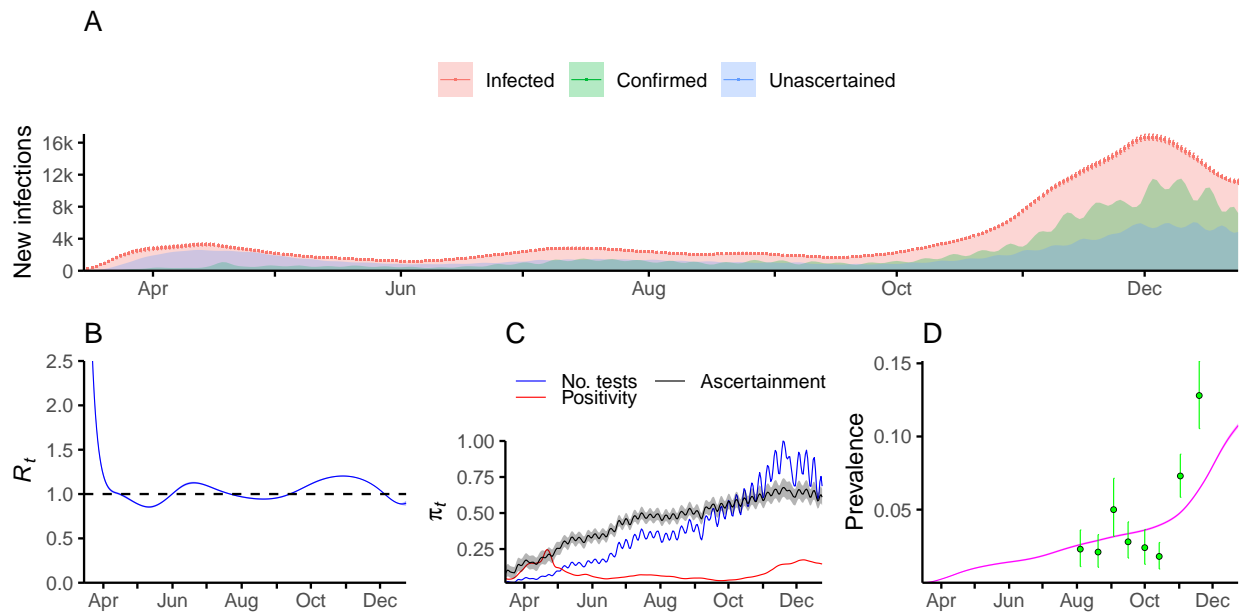 A
Infected Confirmed Unascertained
New infections
16k
12k
8k
4k
0
Apr Jun Aug Oct Dec
B
R_t
2.5
2.0
1.5
1.0
0.5
0.0
Apr Jun Aug Oct Dec
C
No. tests Ascertainment
Positivity
π_t
1.00
0.75
0.50
0.25
Apr Jun Aug Oct Dec
D
Prevalence
0.15
0.10
0.05
Apr Jun Aug Oct Dec